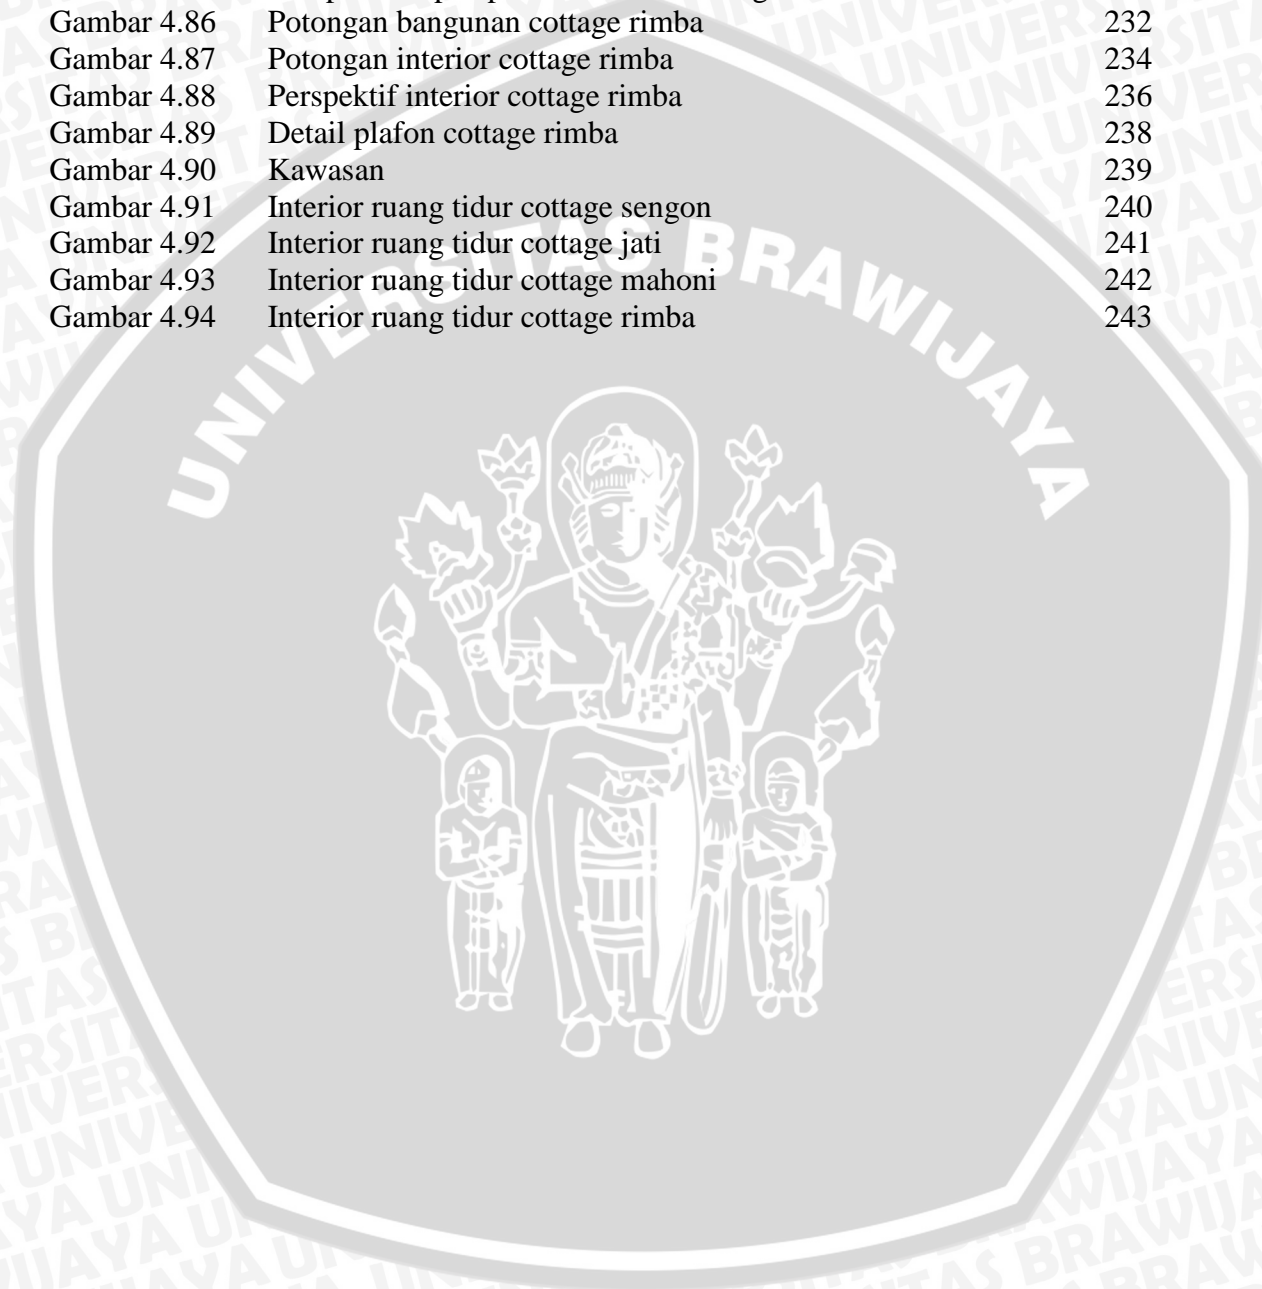 Gambar 4.86 Potongan bangunan cottage rimba 232
Gambar 4.87 Potongan interior cottage rimba 234
Gambar 4.88 Perspektif interior cottage rimba 236
Gambar 4.89 Detail plafon cottage rimba 238
Gambar 4.90 Kawasan 239
Gambar 4.91 Interior ruang tidur cottage sengon 240
Gambar 4.92 Interior ruang tidur cottage jati 241
Gambar 4.93 Interior ruang tidur cottage mahoni 242
Gambar 4.94 Interior ruang tidur cottage rimba 243
UNIVERSITAS BRAWIJAYA